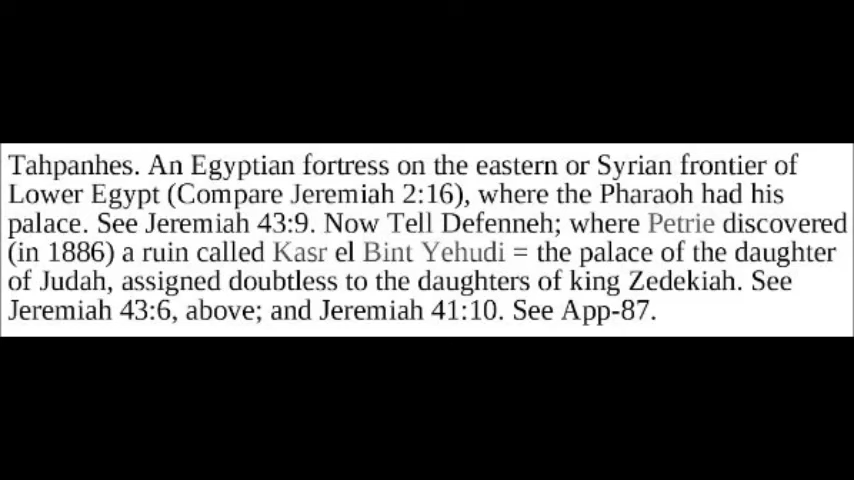 Tahpanhes. An Egyptian fortress on the eastern or Syrian frontier of
Lower Egypt (Compare Jeremiah 2:16), where the Pharaoh had his
palace. See Jeremiah 43:9. Now Tell Defenneh; where Petrie discovered
(in 1886) a ruin called Kasr el Bint Yehudi = the palace of the daughter
of Judah, assigned doubtless to the daughters of king Zedekiah. See
Jeremiah 43:6, above; and Jeremiah 41:10. See App-87.